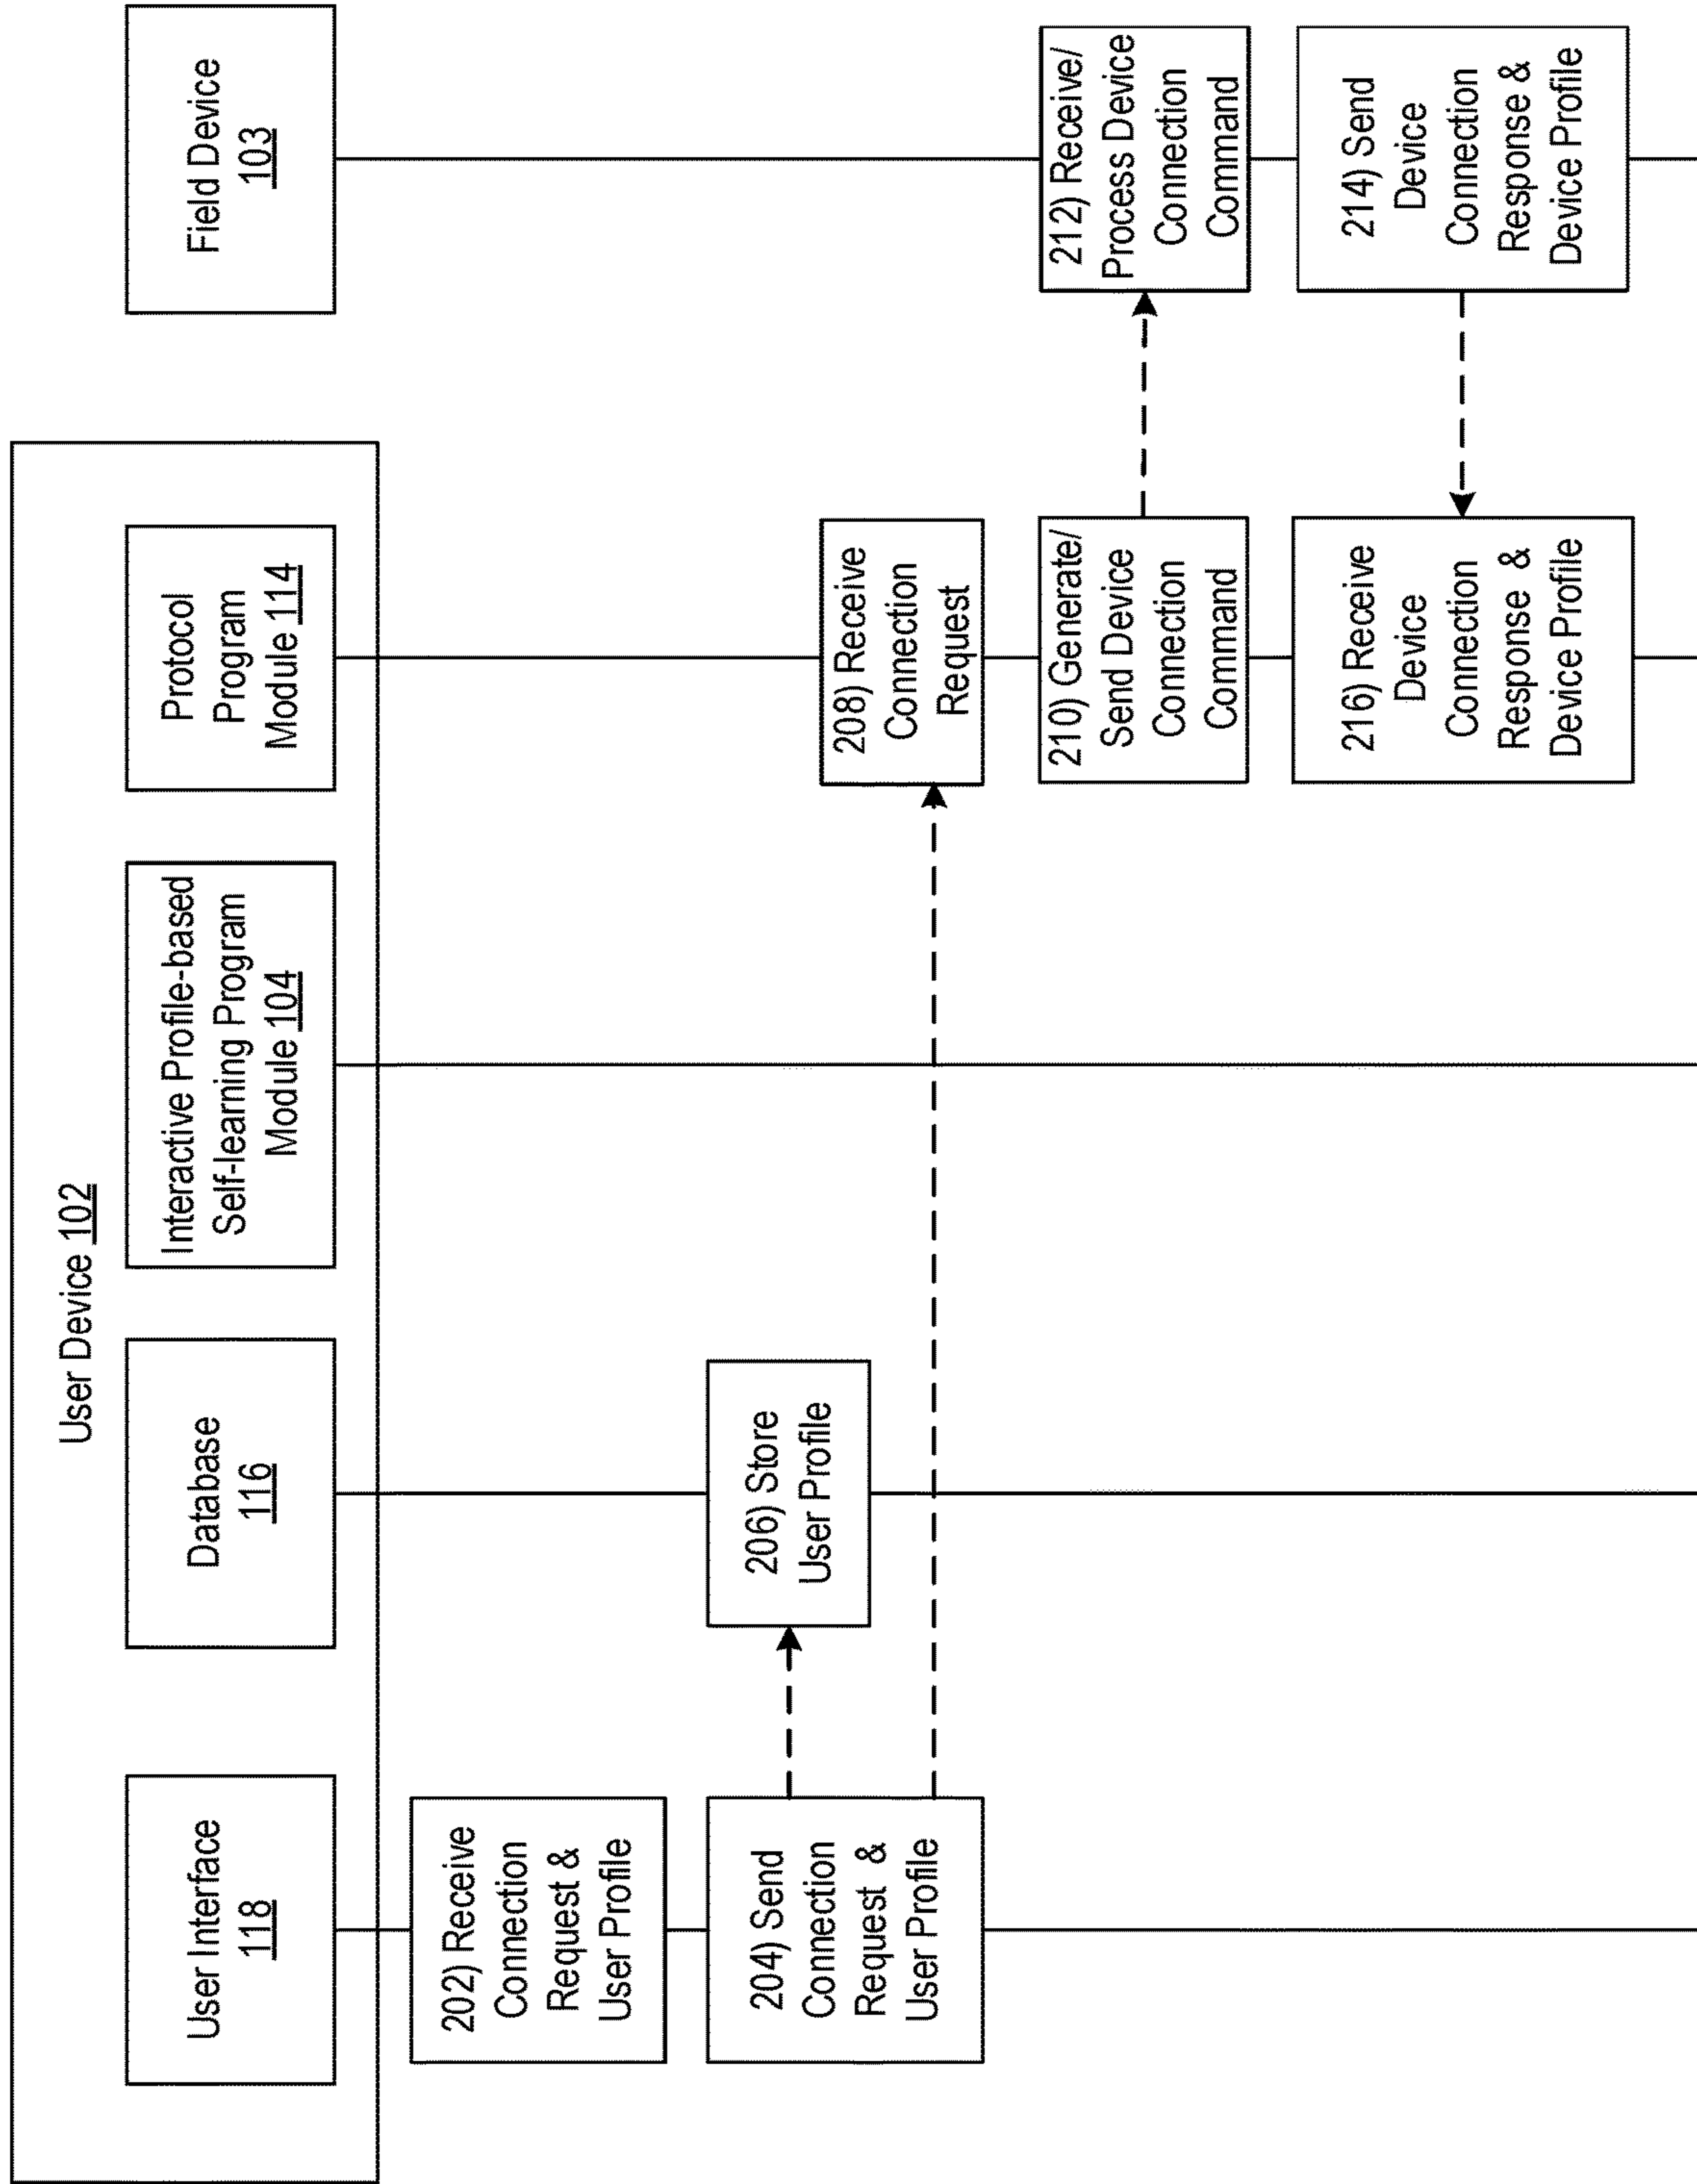 User Device 102
User Interface
118
Database
116
Interactive Profile-based
Self-learning Program
Module 104
Protocol
Program
Module 114
Field Device
103
202) Receive
Connection
Request &
User Profile
204) Send
Connection
Request &
User Profile
206) Store
User Profile
208) Receive
Connection
Request
210) Generate/
Send Device
Connection
Command
212) Receive/
Process Device
Connection
Command
214) Send
Device
Connection
Response &
Device Profile
216) Receive
Device
Connection
Response &
Device Profile